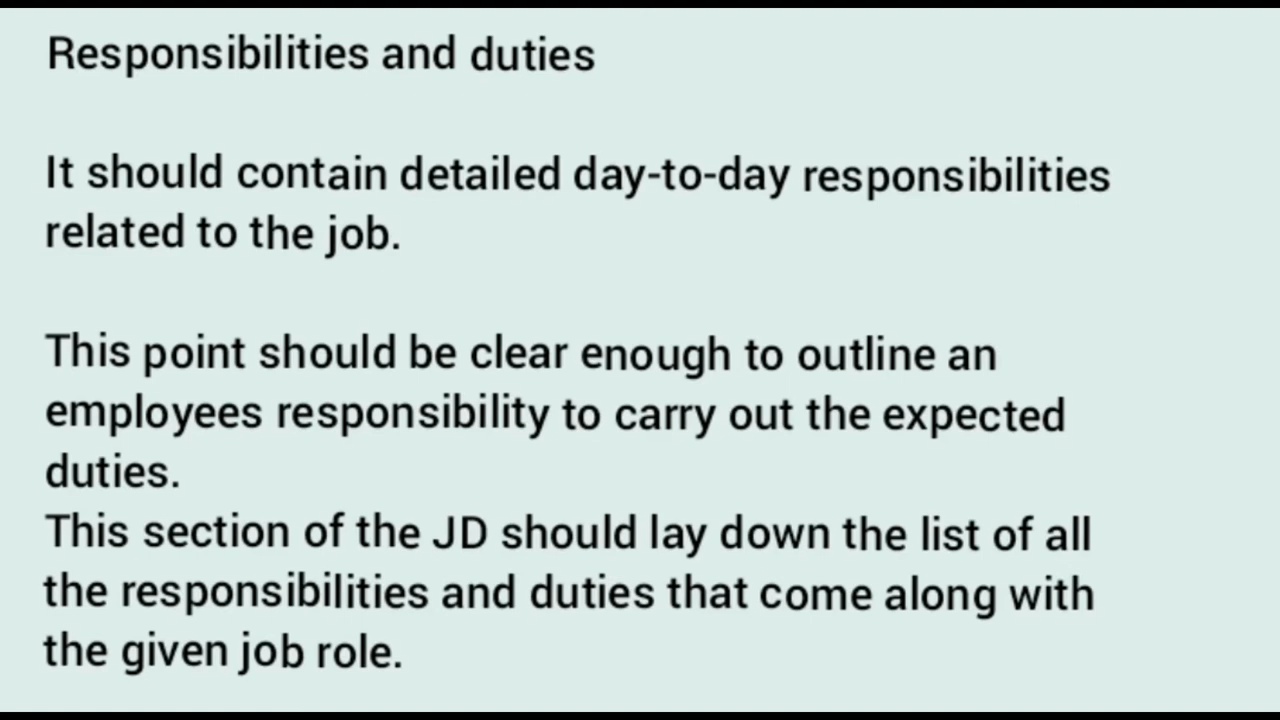 Responsibilities and duties
It should contain detailed day-to-day responsibilities
related to the job.
This point should be clear enough to outline an
employees responsibility to carry out the expected
duties.
This section of the JD should lay down the list of all
the responsibilities and duties that come along with
the given job role.